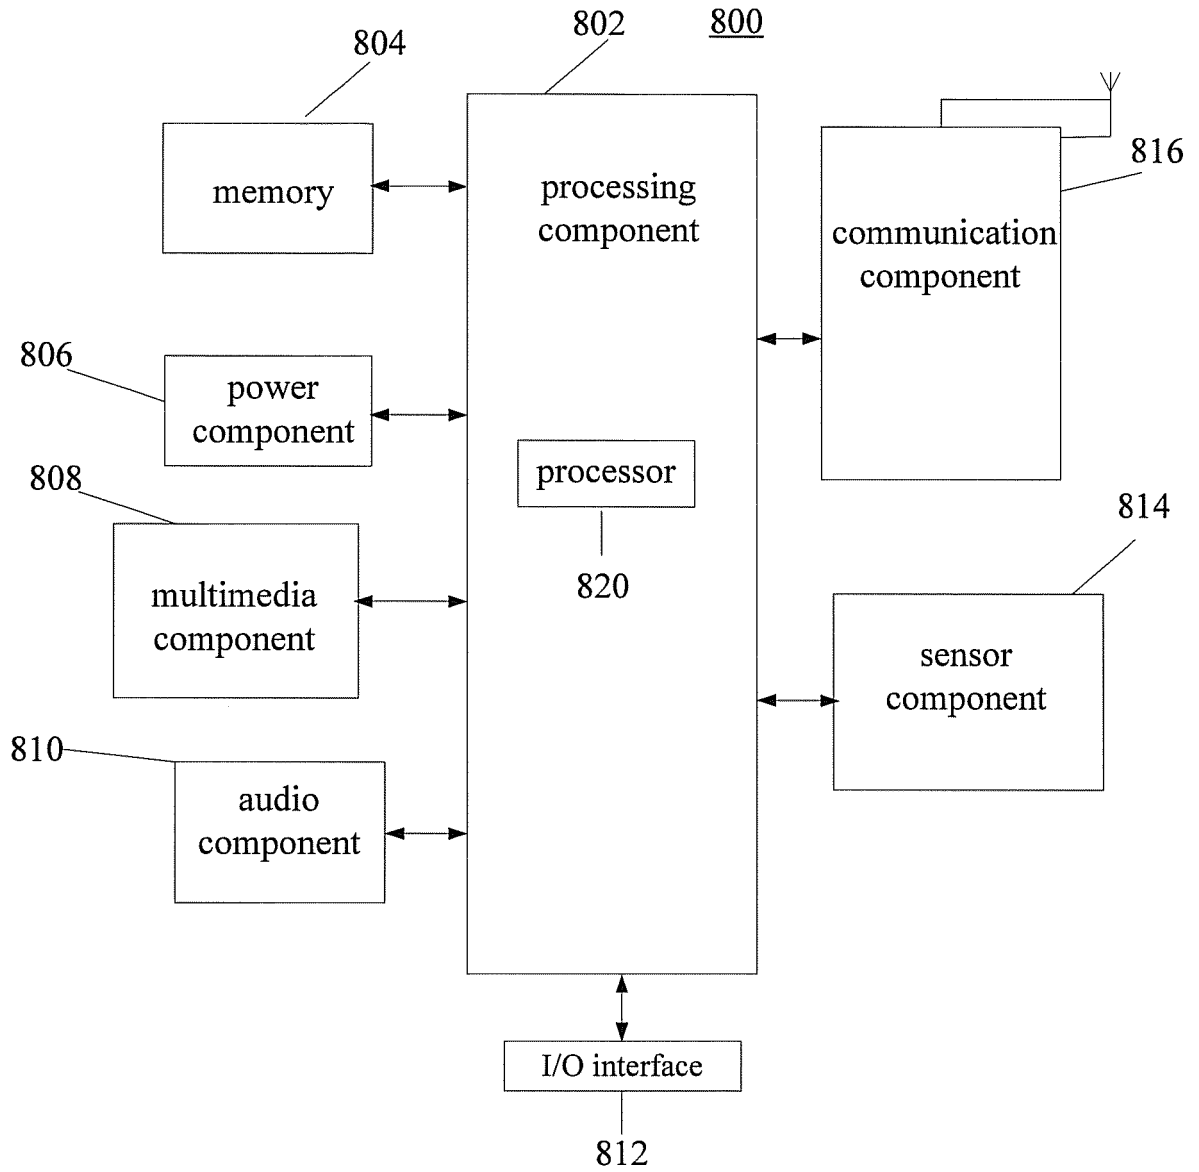 800
802
804
memory
processing
component
816
communication
component
806
power
component
processor
820
808
multimedia
component
814
sensor
component
810
audio
component
I/O interface
812